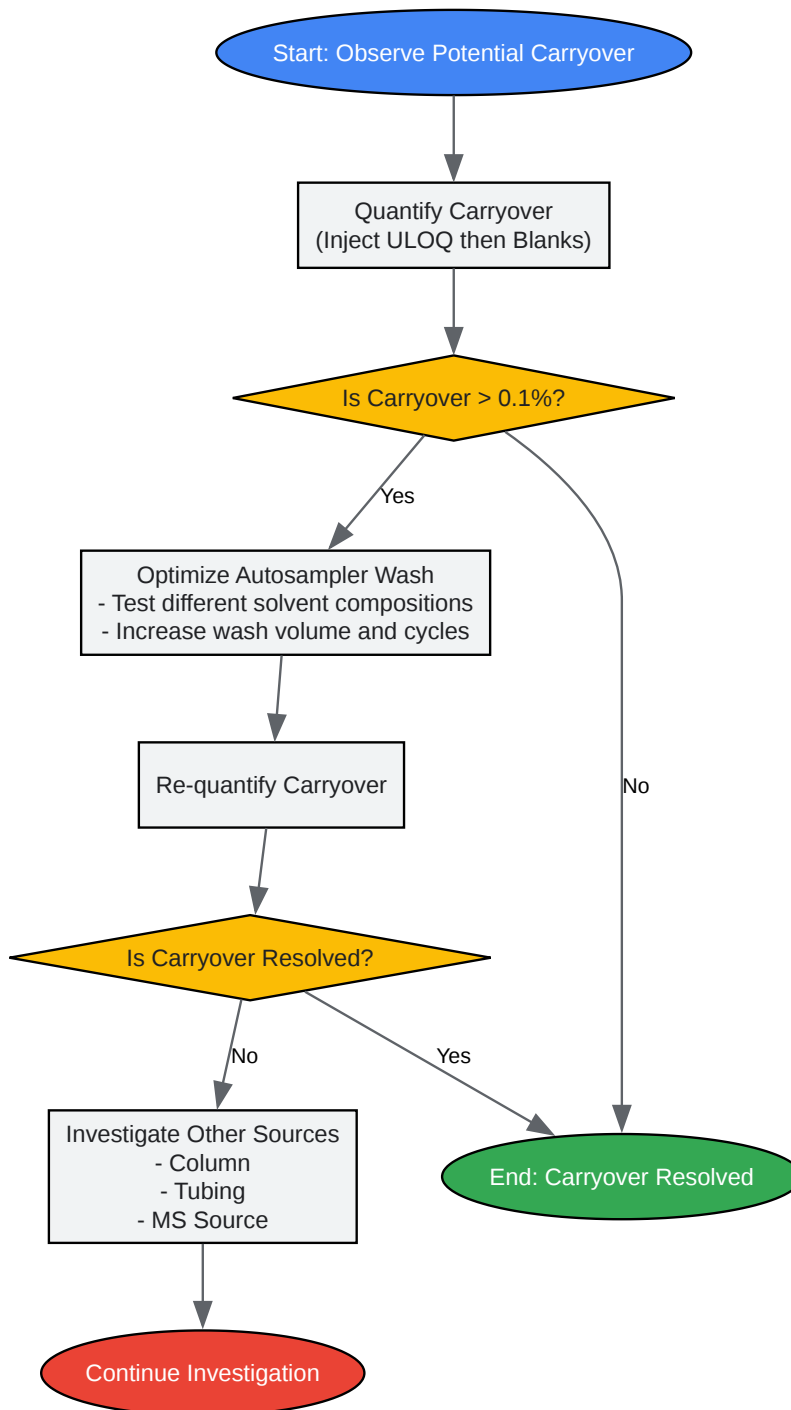 Start: Observe Potential Carryover
Quantify Carryover
(Inject ULOQ then Blanks)
Is Carryover > 0.1%?
Yes
Optimize Autosampler Wash
- Test different solvent compositions
- Increase wash volume and cycles
Re-quantify Carryover
No
Is Carryover Resolved?
No
Yes
Investigate Other Sources
- Column
- Tubing
- MS Source
End: Carryover Resolved
Continue Investigation